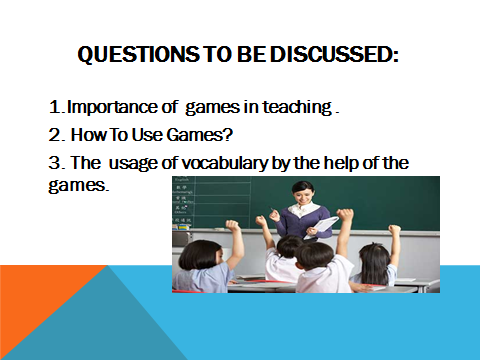 QUESTIONS TO BE DISCUSSED:
1.Importance of games in teaching .
2. How To Use Games?
3. The usage of vocabulary by the help of the
games.